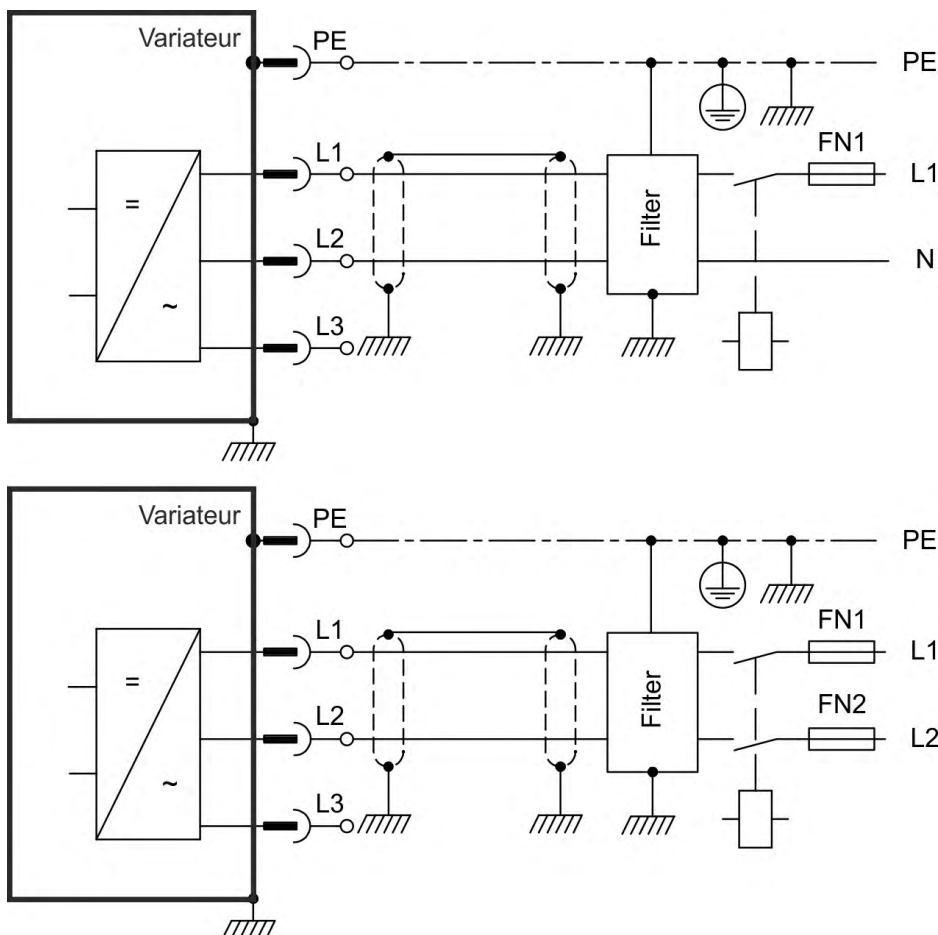 Variateur
PE
PE
FN1
L1
L1
L2
N
=
Filter
~
L3
Variateur
PE
PE
FN1
L1
L1
FN2
L2
L2
=
Filter
~
L3